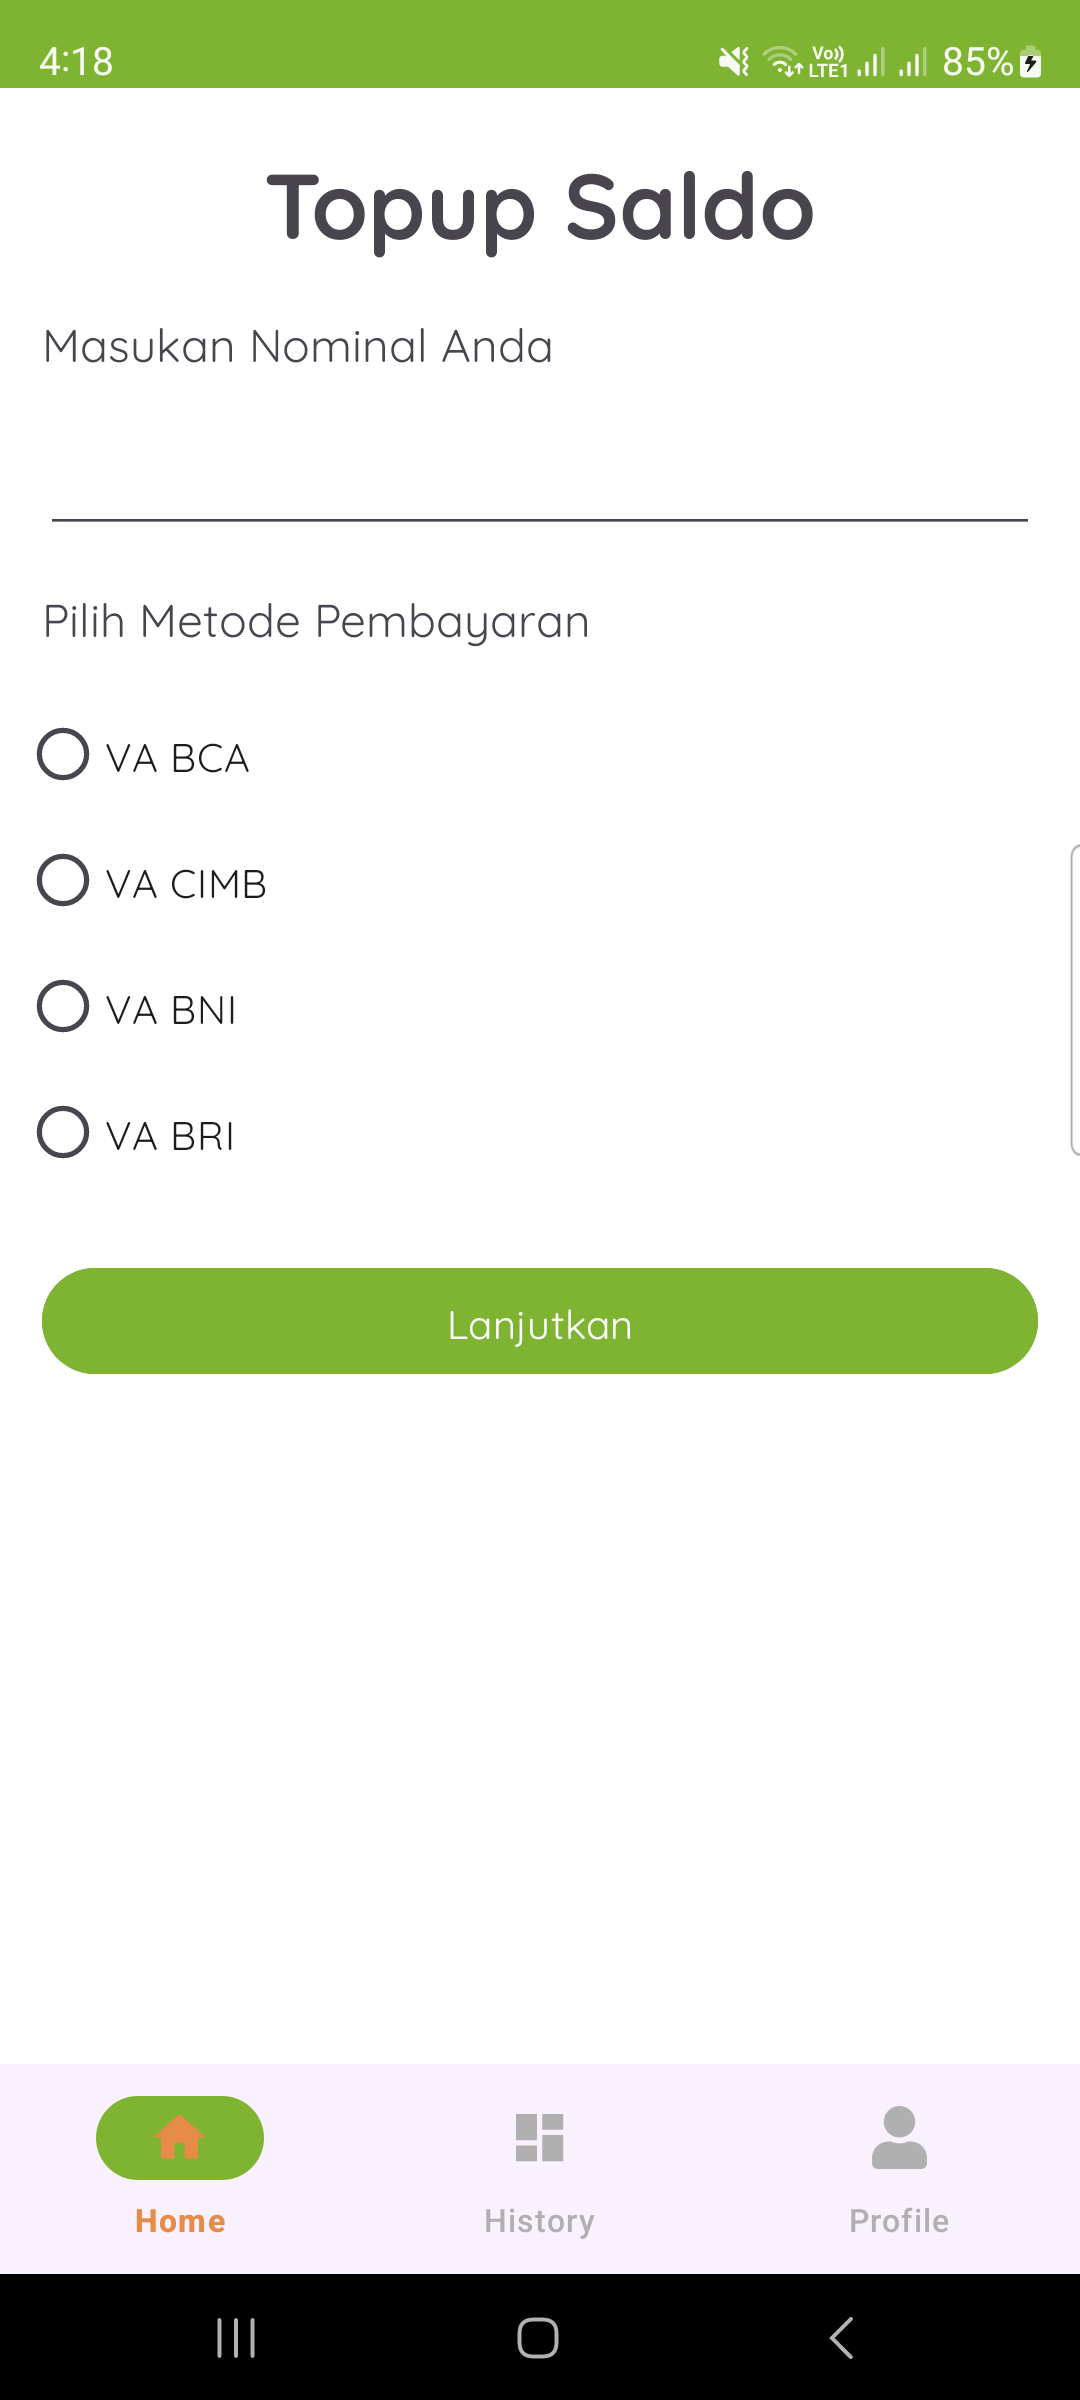 4:18
Vo)) LTE1 85%
Topup Saldo
Masukan Nominal Anda
Pilih Metode Pembayaran
VA BCA
VA CIMB
VA BNI
VA BRI
Lanjutkan
Home History Profile